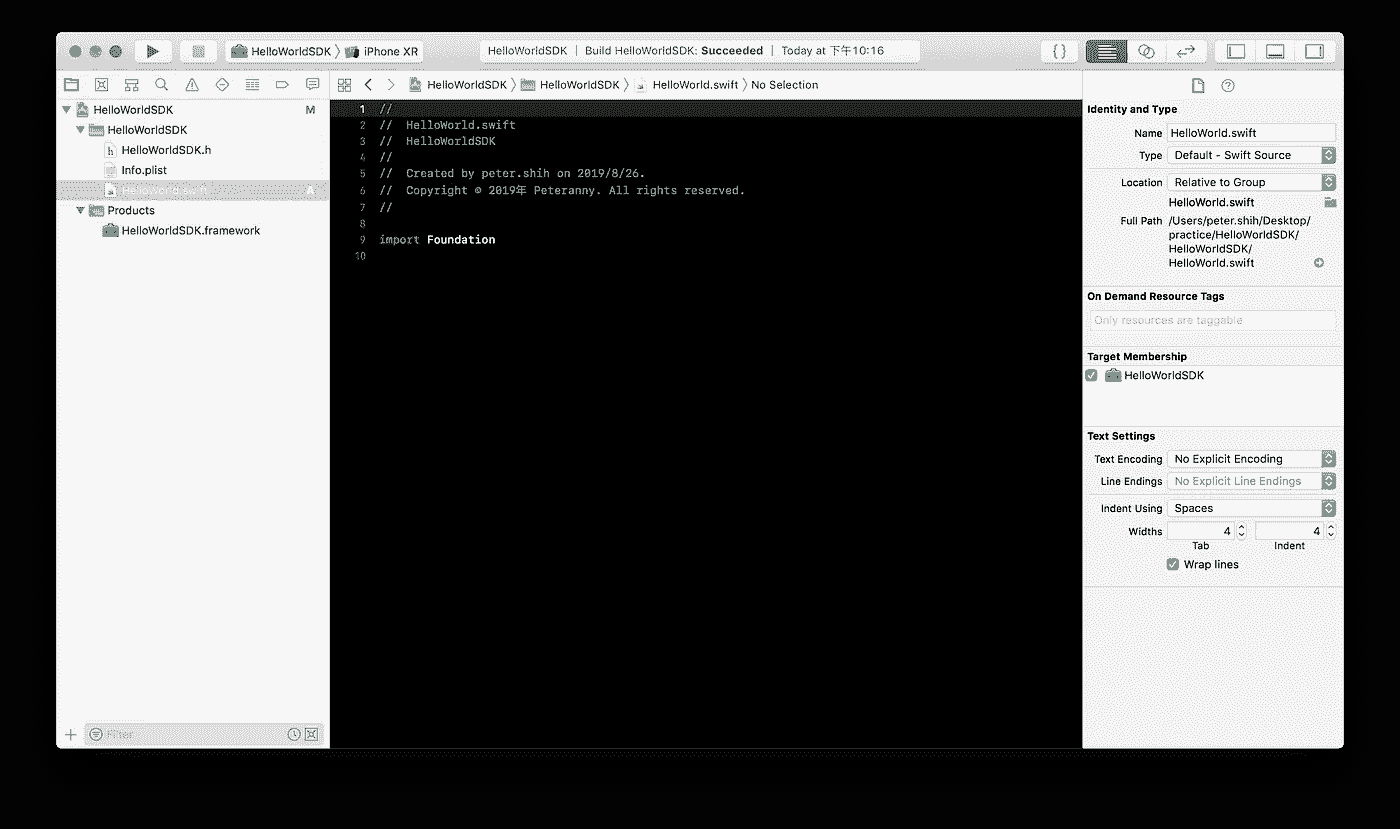 HelloWorldSDK 〉 iPhone XR
HelloWorldSDK | Build HelloWorldSDK: Succeeded | Today at 下午10:16
{ }
HelloWorldSDK 〉 HelloWorldSDK 〉 HelloWorld.swift 〉 No Selection
HelloWorldSDK M
HelloWorldSDK
HelloWorldSDK.h
Info.plist
HelloWorld.swift A
Products
HelloWorldSDK.framework
Filter
1 //
2 //  HelloWorld.swift
3 //  HelloWorldSDK
4 //
5 //  Created by peter.shih on 2019/8/26.
6 //  Copyright © 2019年 Peteranny. All rights reserved.
7 //
8
9 import Foundation
10
Identity and Type
Name HelloWorld.swift
Type Default - Swift Source
Location Relative to Group
HelloWorld.swift
Full Path /Users/peter.shih/Desktop/
practice/HelloWorldSDK/
HelloWorldSDK/
HelloWorld.swift
On Demand Resource Tags
Only resources are taggable
Target Membership
HelloWorldSDK
Text Settings
Text Encoding No Explicit Encoding
Line Endings No Explicit Line Endings
Indent Using Spaces
Widths 4 4
Tab Indent
Wrap lines